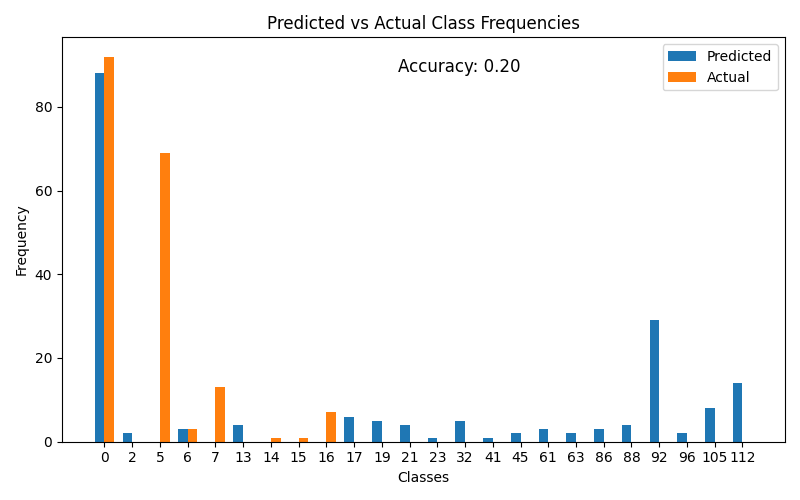 Predicted vs Actual Class Frequencies
Accuracy: 0.20
Predicted
Actual
Frequency
80
60
40
20
0
0 2 5 6 7 13 14 15 16 17 19 21 23 32 41 45 61 63 86 88 92 96 105 112
Classes